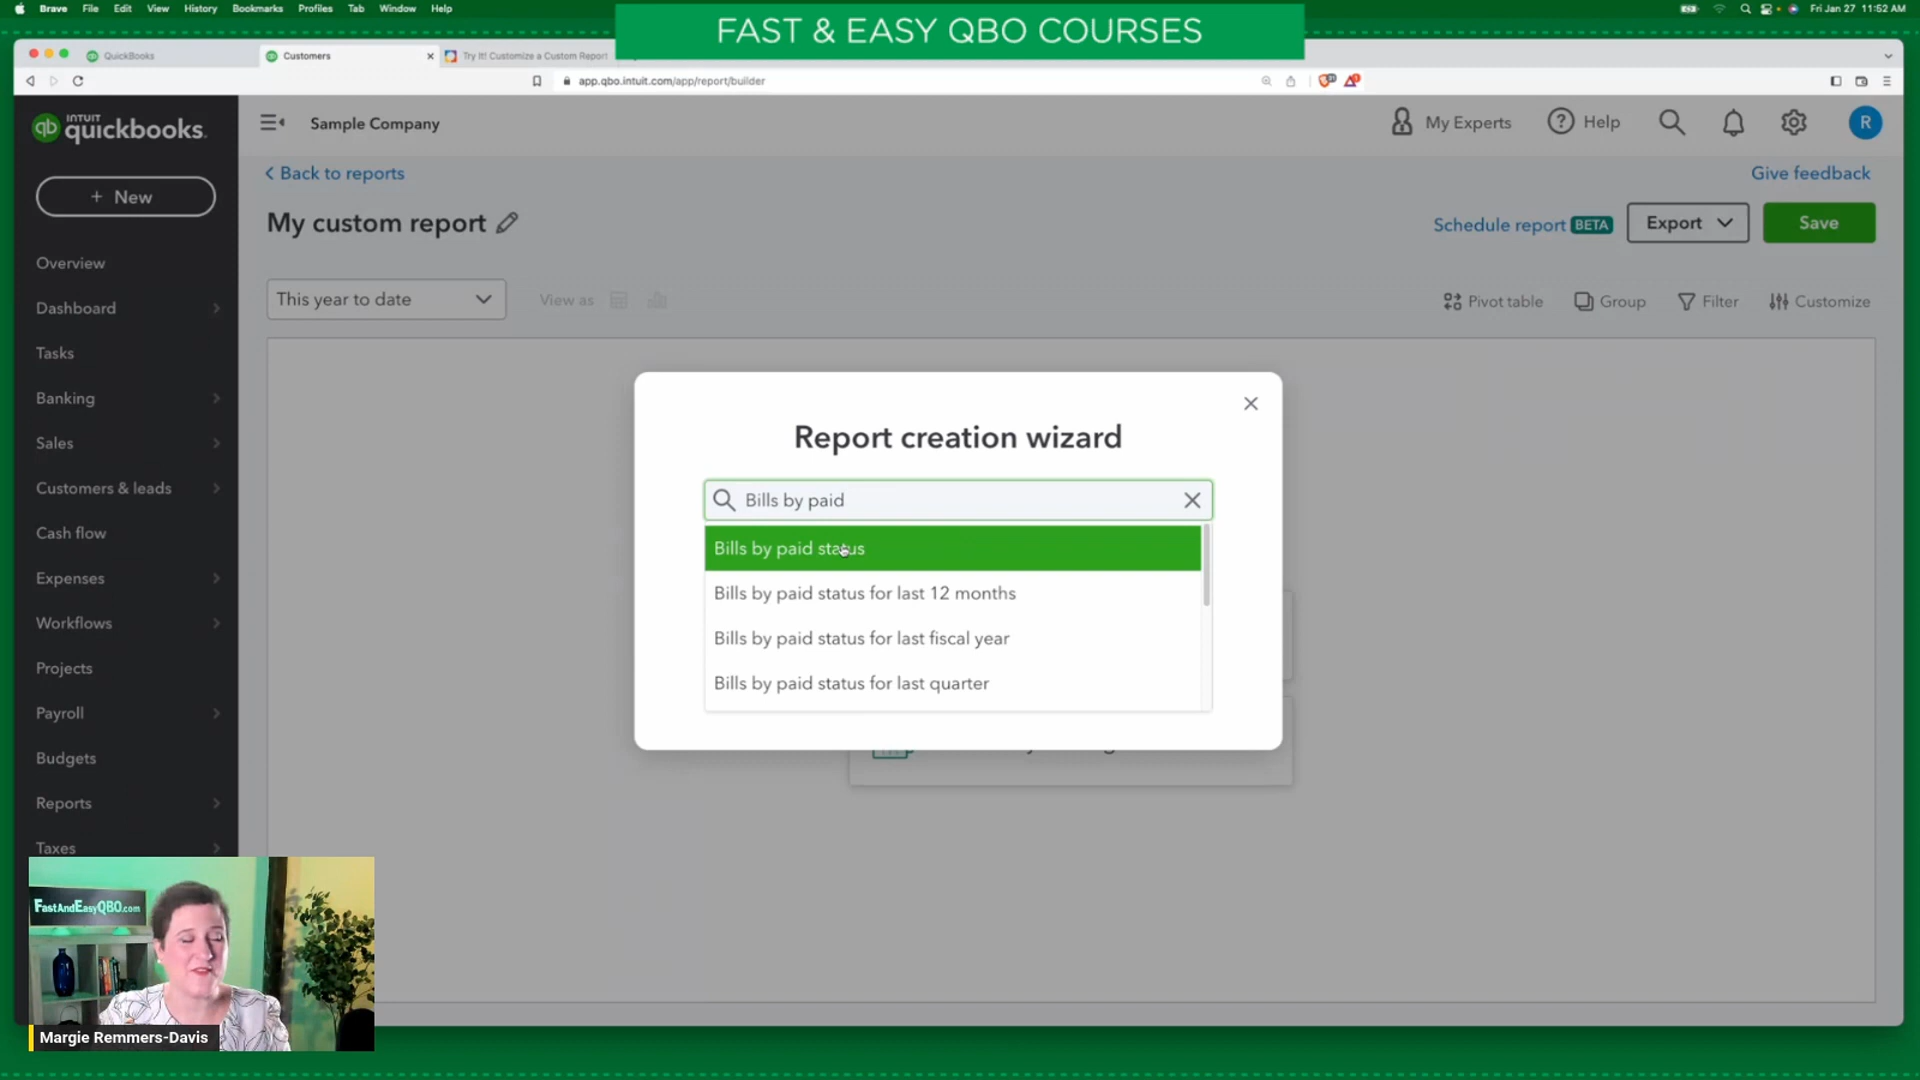 Brave File Edit View History Bookmarks Profiles Tab Window Help
Fri Jan 27 11:52 AM
FAST & EASY QBO COURSES
QuickBooks
Customers
Try It! Customize a Custom Report
app.qbo.intuit.com/app/report/builder
INTUIT
quickbooks.
Sample Company
My Experts
Help
R
+ New
Back to reports
Give feedback
My custom report
Schedule report BETA
Export
Save
This year to date
View as
Pivot table
Group
Filter
Customize
Overview
Dashboard
Tasks
Banking
Sales
Customers & leads
Cash flow
Expenses
Workflows
Projects
Payroll
Budgets
Reports
Taxes
Report creation wizard
Bills by paid
Bills by paid status
Bills by paid status for last 12 months
Bills by paid status for last fiscal year
Bills by paid status for last quarter
FastAndEasyQBO.com
Margie Remmers-Davis